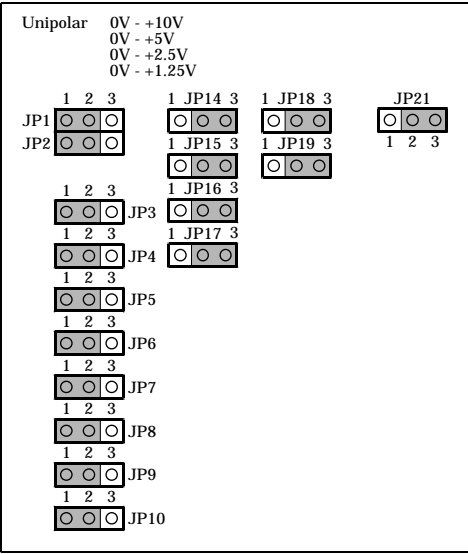 Unipolar 0V - +10V
0V - +5V
0V - +2.5V
0V - +1.25V
1 2 3 1 JP14 3 1 JP18 3 JP21
JP1
JP2 1 2 3
1 JP15 3 1 JP19 3
1 2 3 1 JP16 3
JP3
1 2 3 1 JP17 3
JP4
1 2 3
JP5
1 2 3
JP6
1 2 3
JP7
1 2 3
JP8
1 2 3
JP9
1 2 3
JP10